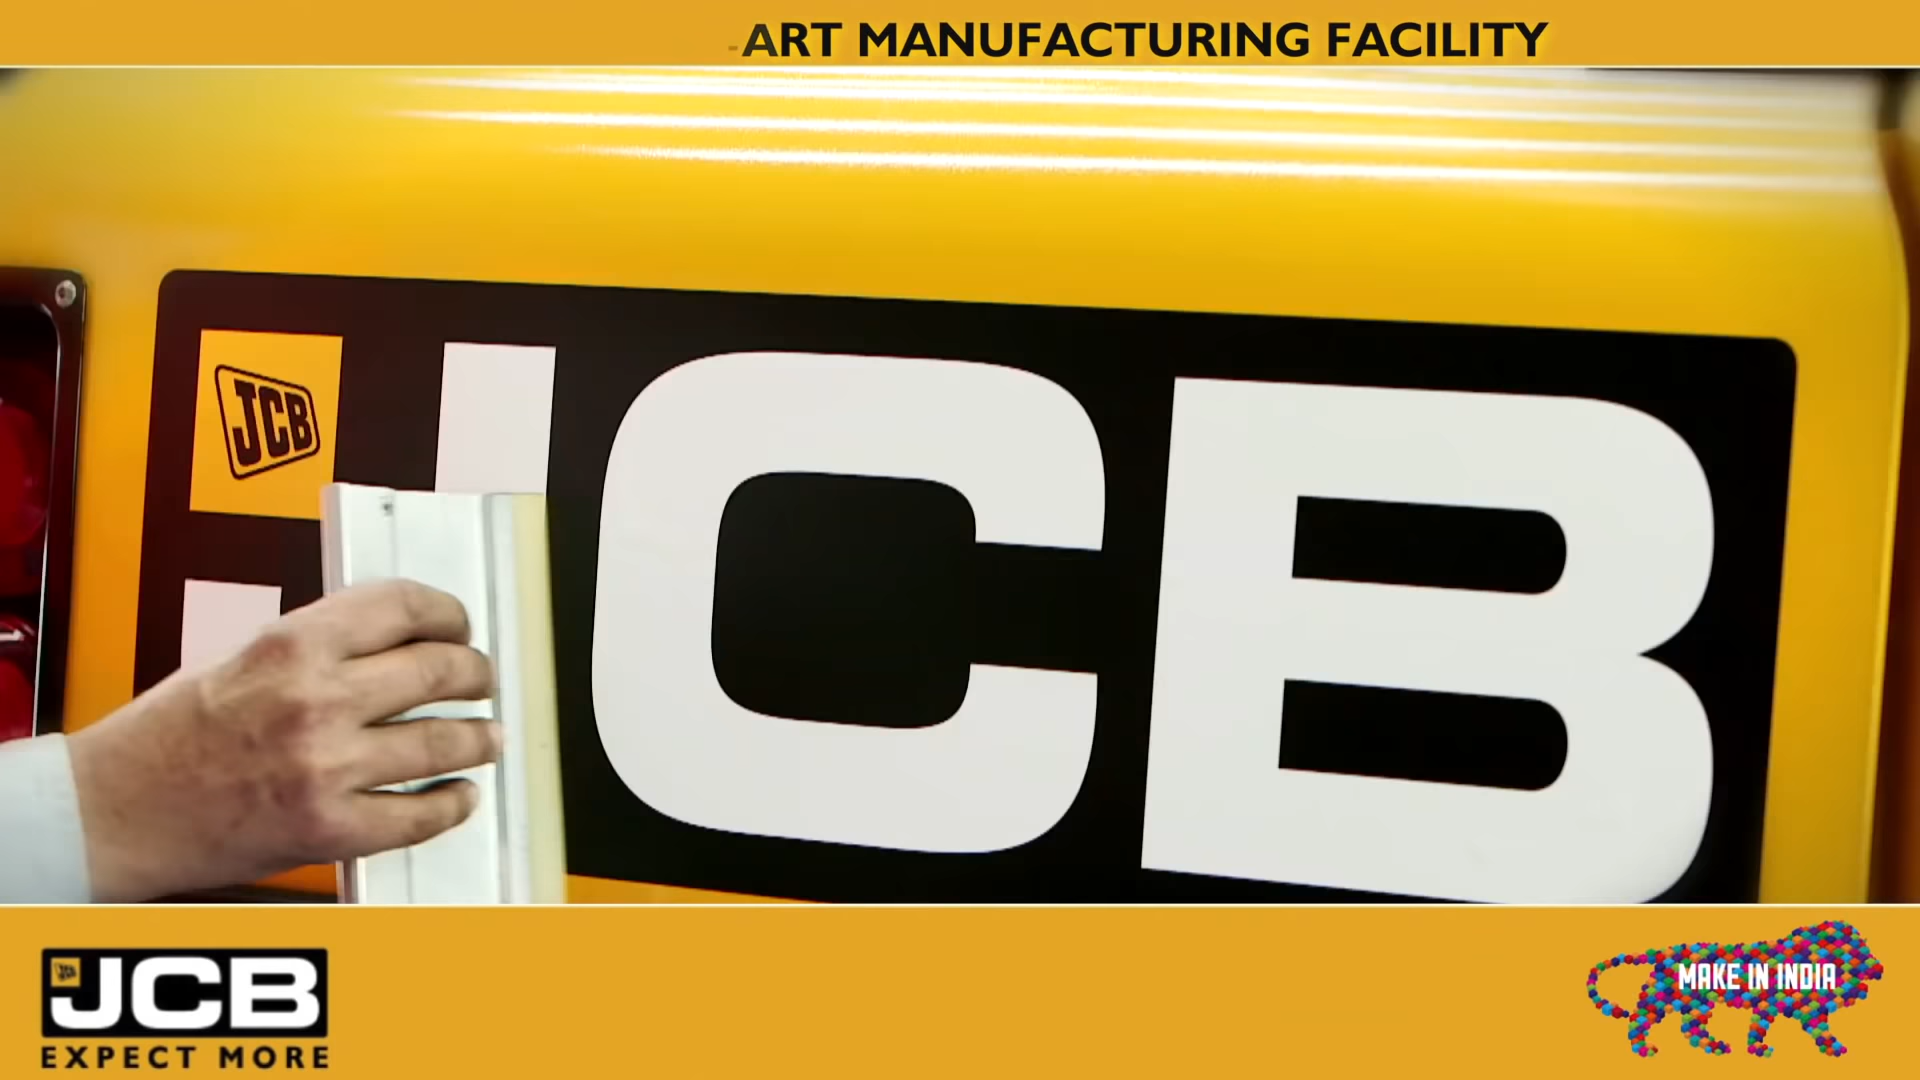 -ART MANUFACTURING FACILITY
JCB
JCB
JCB
JCB
EXPECT MORE
MAKE IN INDIA